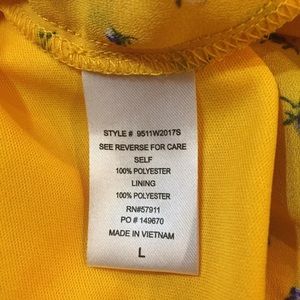 STYLE # 9511W2017S
SEE REVERSE FOR CARE
SELF
100% POLYESTER
LINING
100% POLYESTER
RN#57911
PO # 149670
MADE IN VIETNAM
L